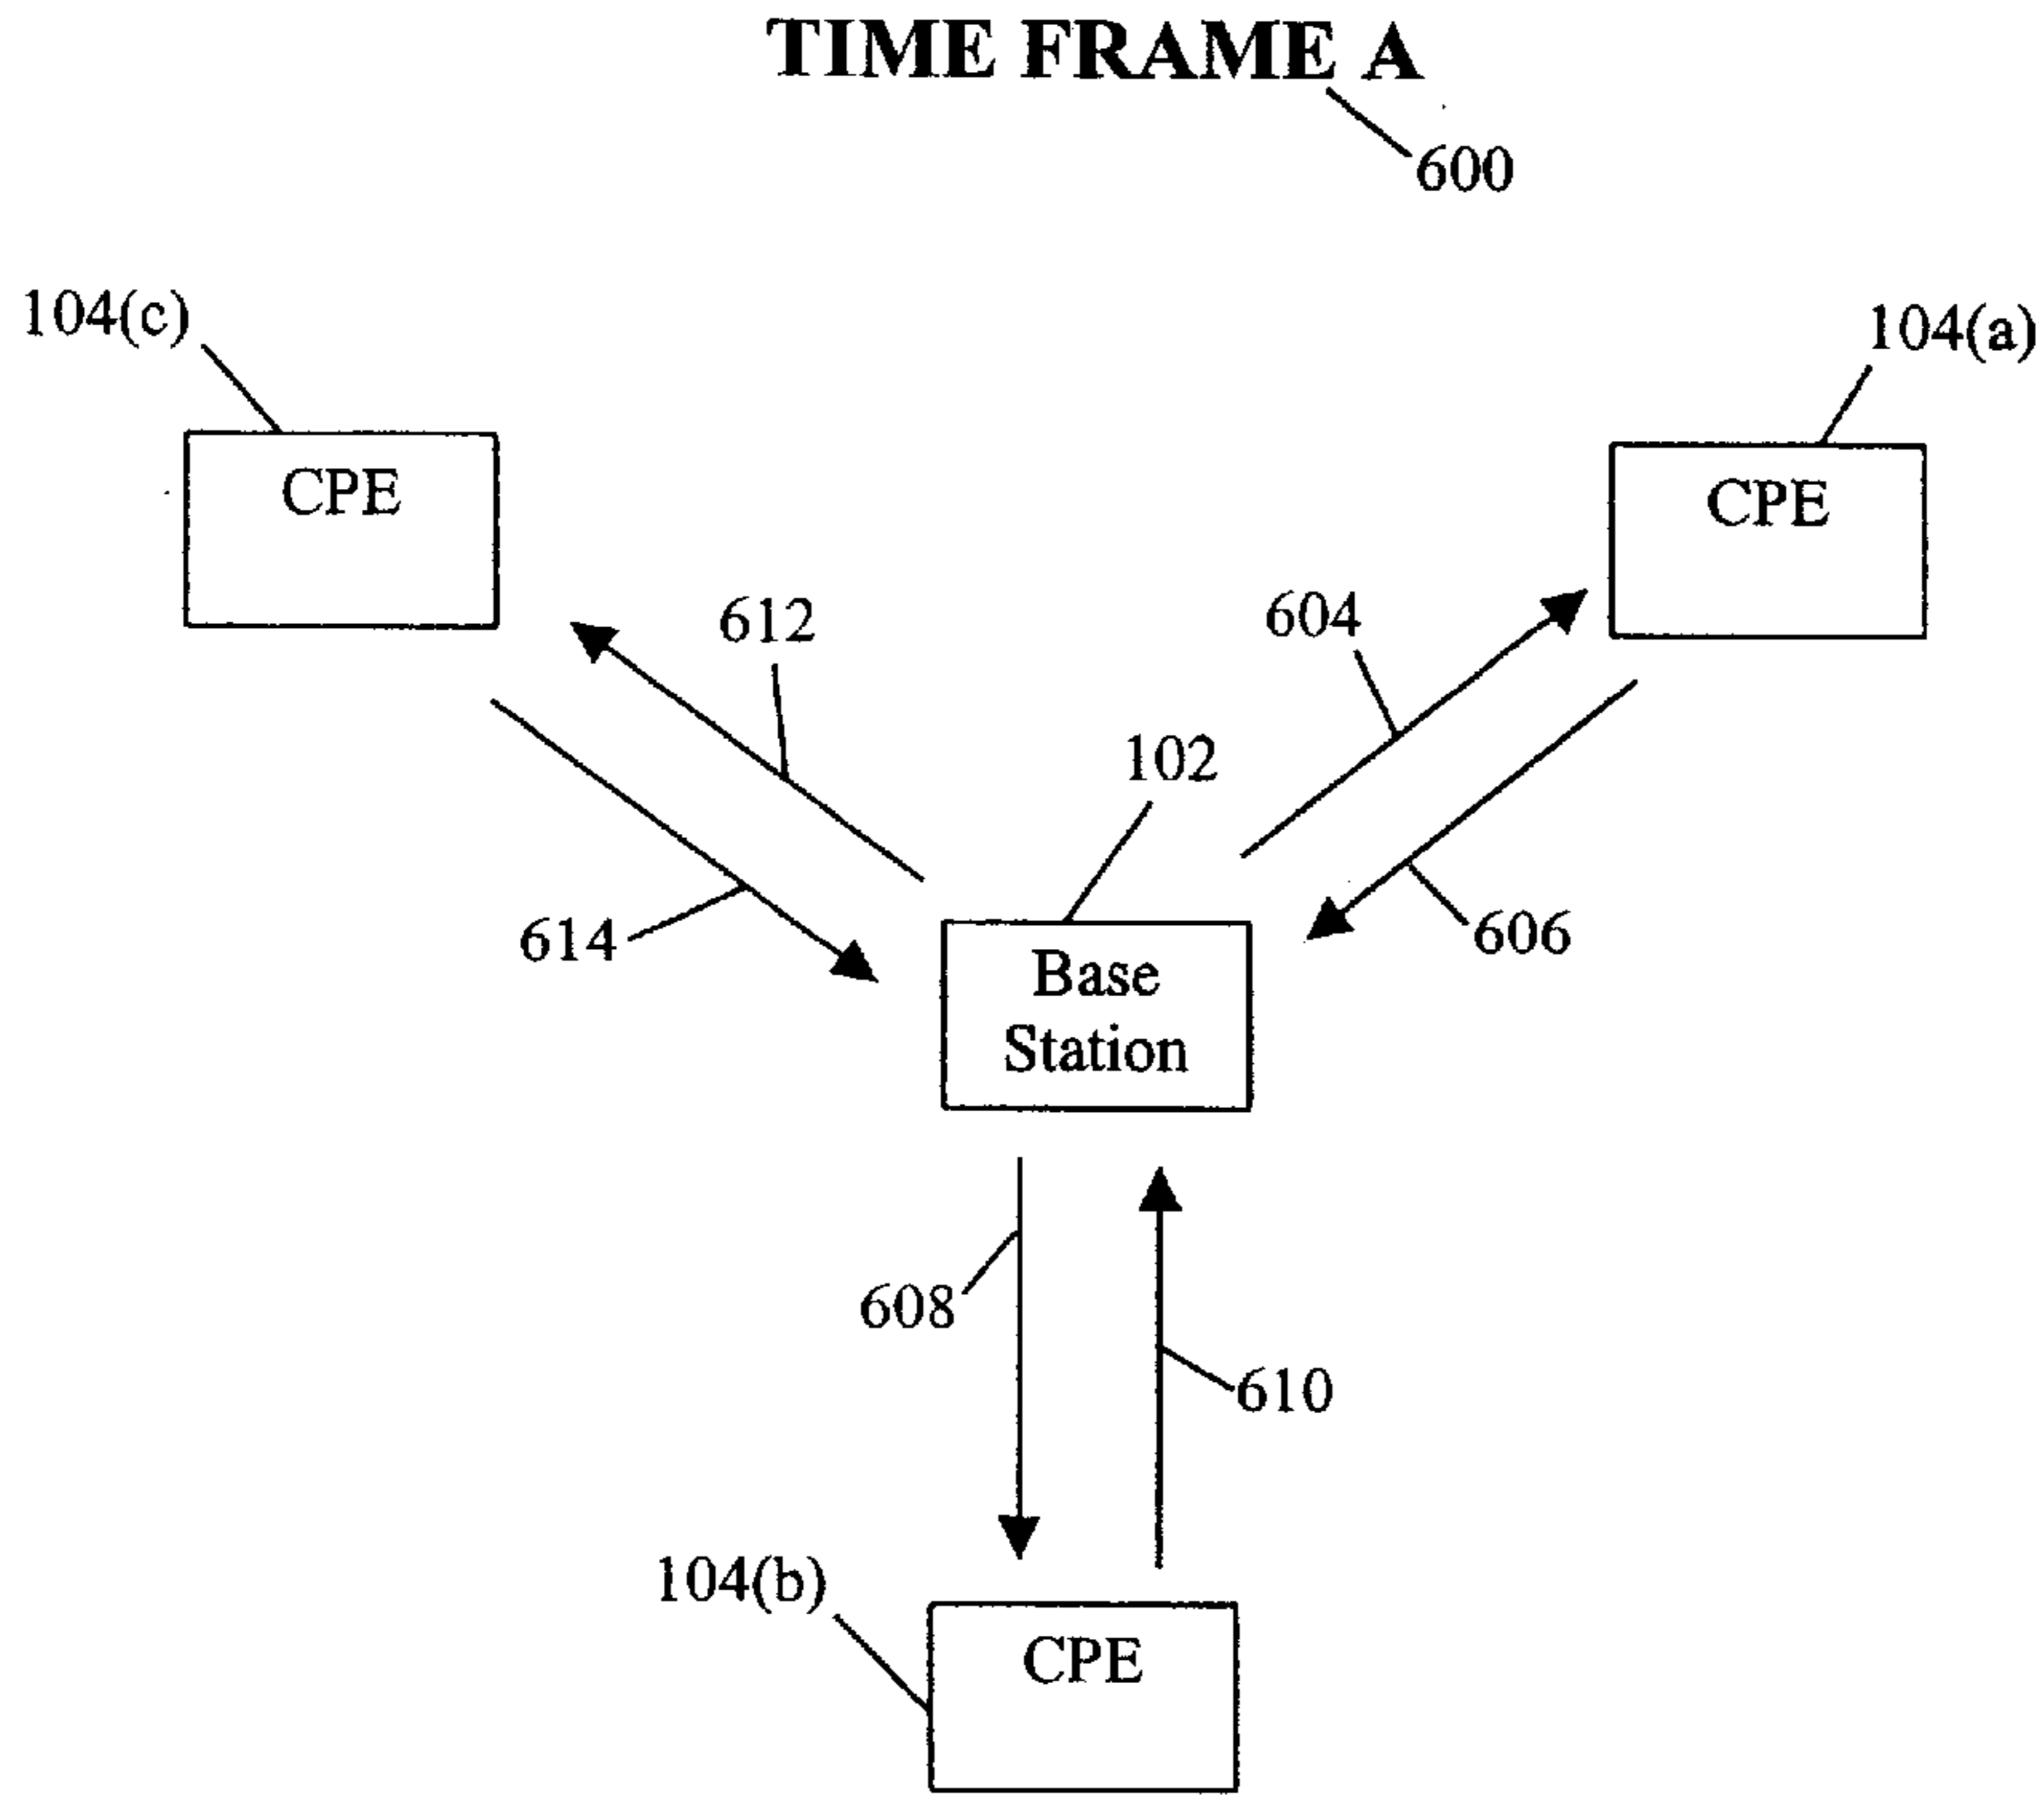 TIME FRAME A
600
104(c)
104(a)
CPE
CPE
612
604
102
614
606
Base
Station
608
610
104(b)
CPE